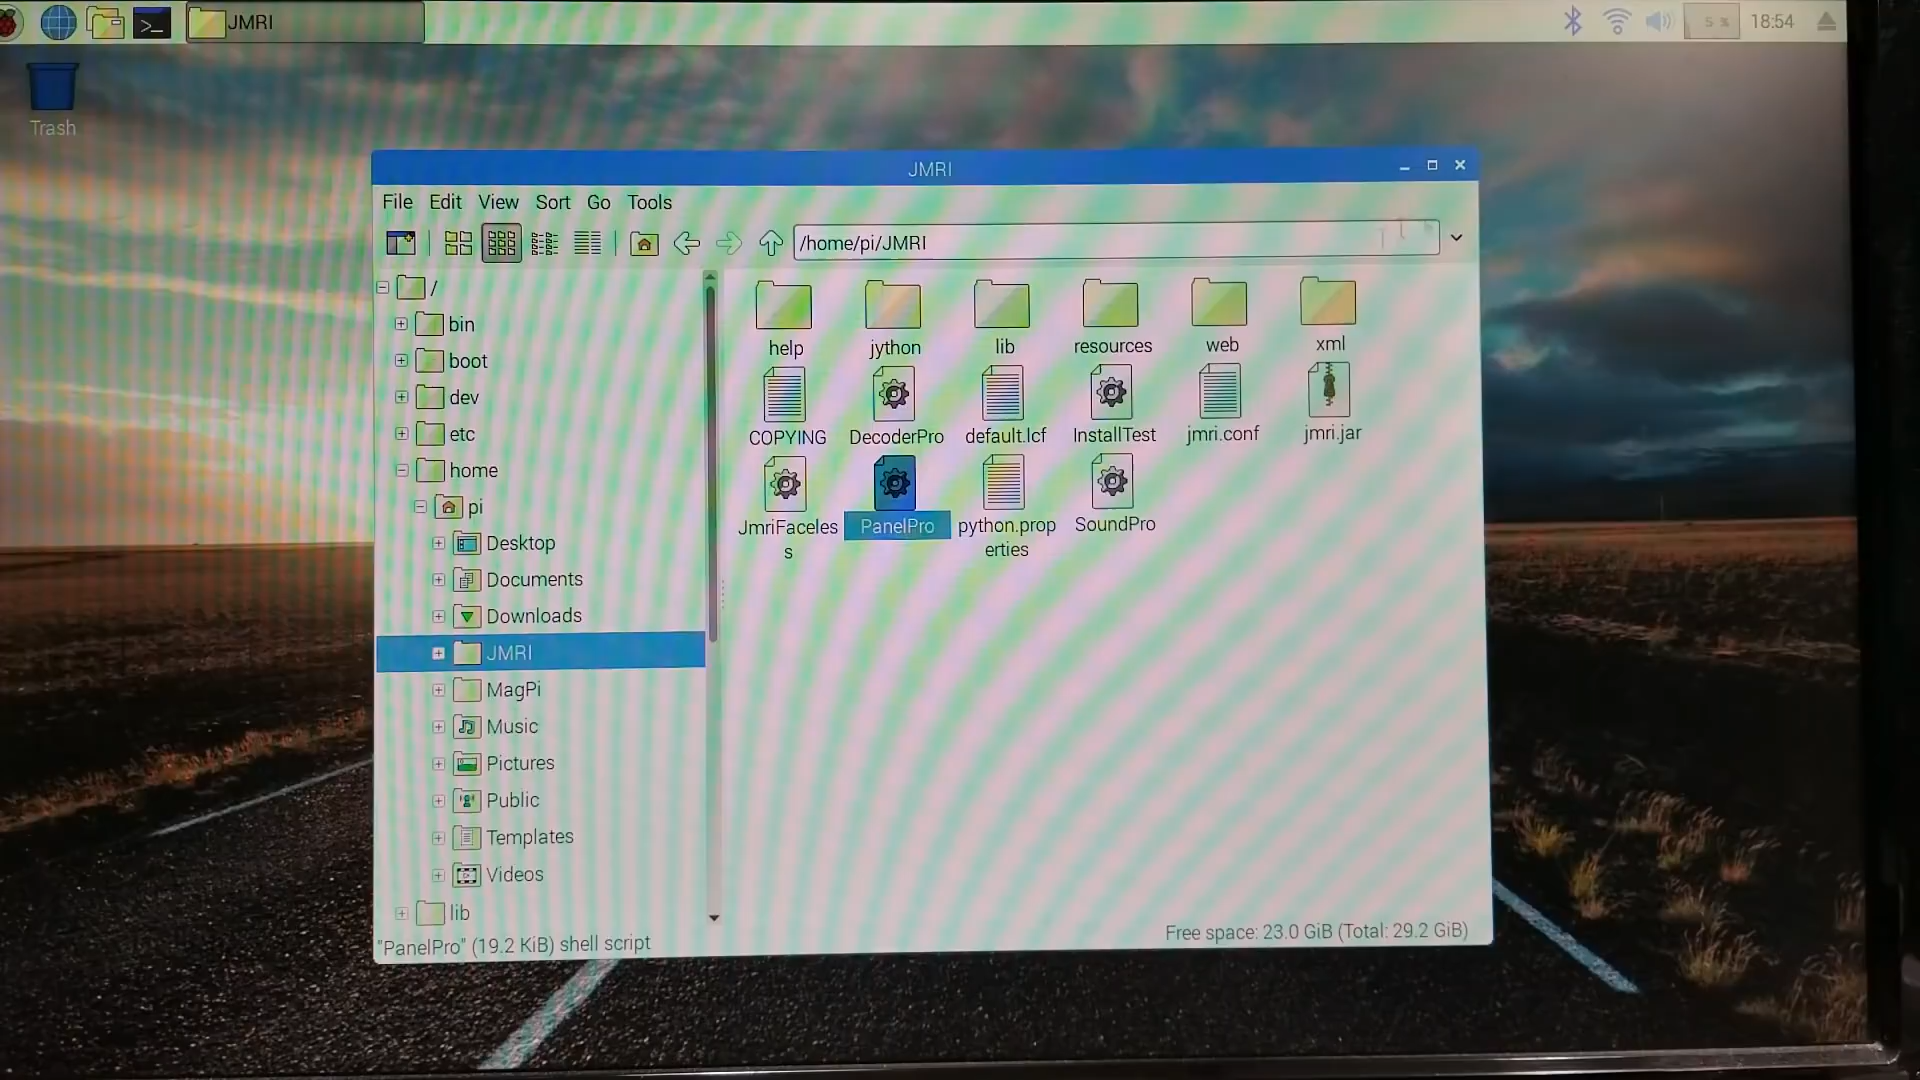 JMRI
5 %
18:54
Trash
JMRI
File Edit View Sort Go Tools
/home/pi/JMRI
/
bin
boot
dev
etc
home
pi
Desktop
Documents
Downloads
JMRI
MagPi
Music
Pictures
Public
Templates
Videos
lib
help jython lib resources web xml
COPYING DecoderPro default.lcf InstallTest jmri.conf jmri.jar
JmriFaceles PanelPro python.prop SoundPro
s erties
"PanelPro" (19.2 KiB) shell script
Free space: 23.0 GiB (Total: 29.2 GiB)